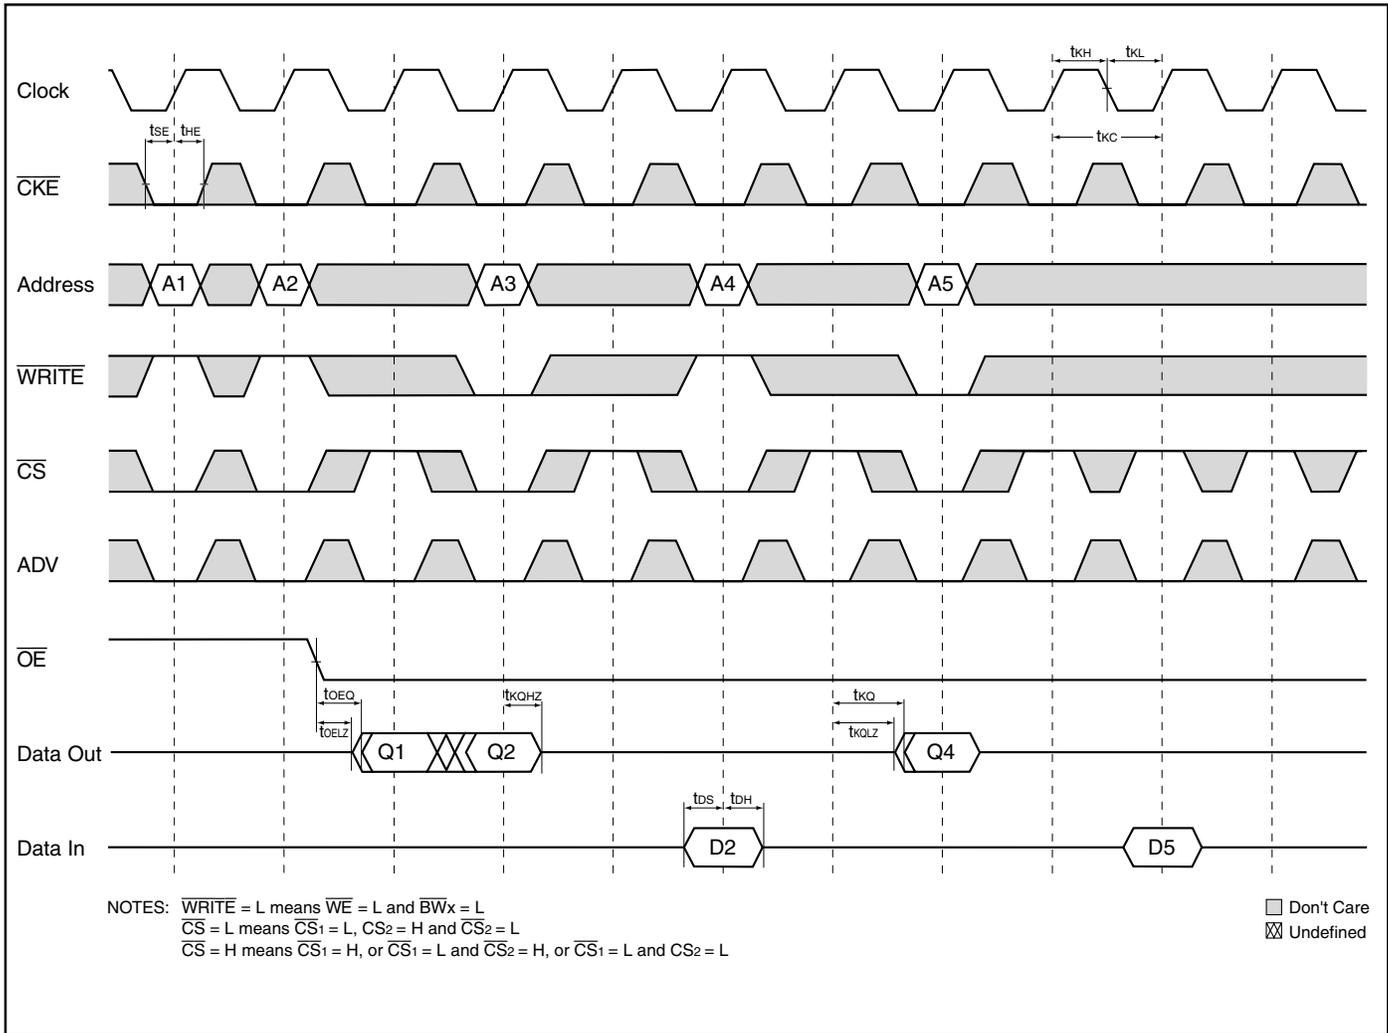 tKH tKL
Clock
tSE tHE
tKC
CKE
Address A1 A2 A3 A4 A5
WRITE
CS
ADV
OE
tOEQ tKQHZ tKQ
tOELZ tKQLZ
Data Out Q1 Q2 Q4
tDS tDH
Data In D2 D5
NOTES: WRITE = L means WE = L and BWx = L
CS = L means CS1 = L, CS2 = H and CS2 = L
CS = H means CS1 = H, or CS1 = L and CS2 = H, or CS1 = L and CS2 = L
Don't Care
Undefined